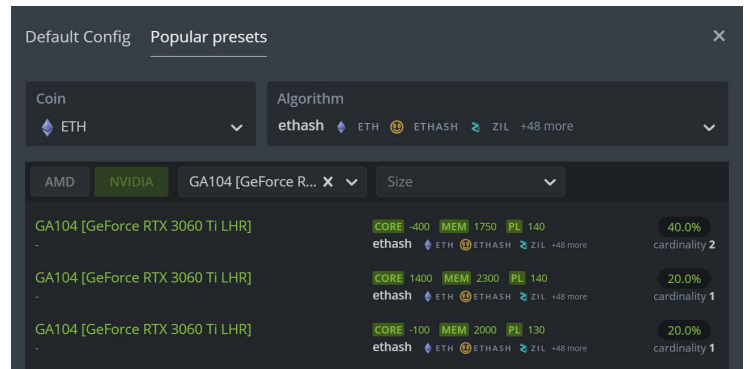 Default Config Popular presets ×
Coin Algorithm
ETH ethash ETH ETHASH ZIL +48 more
AMD NVIDIA GA104 [GeForce R... X Size
GA104 [GeForce RTX 3060 Ti LHR] CORE -400 MEM 1750 PL 140 40.0%
- ethash ETH ETHASH ZIL +48 more cardinality 2
GA104 [GeForce RTX 3060 Ti LHR] CORE 1400 MEM 2300 PL 140 20.0%
- ethash ETH ETHASH ZIL +48 more cardinality 1
GA104 [GeForce RTX 3060 Ti LHR] CORE -100 MEM 2000 PL 130 20.0%
- ethash ETH ETHASH ZIL +48 more cardinality 1